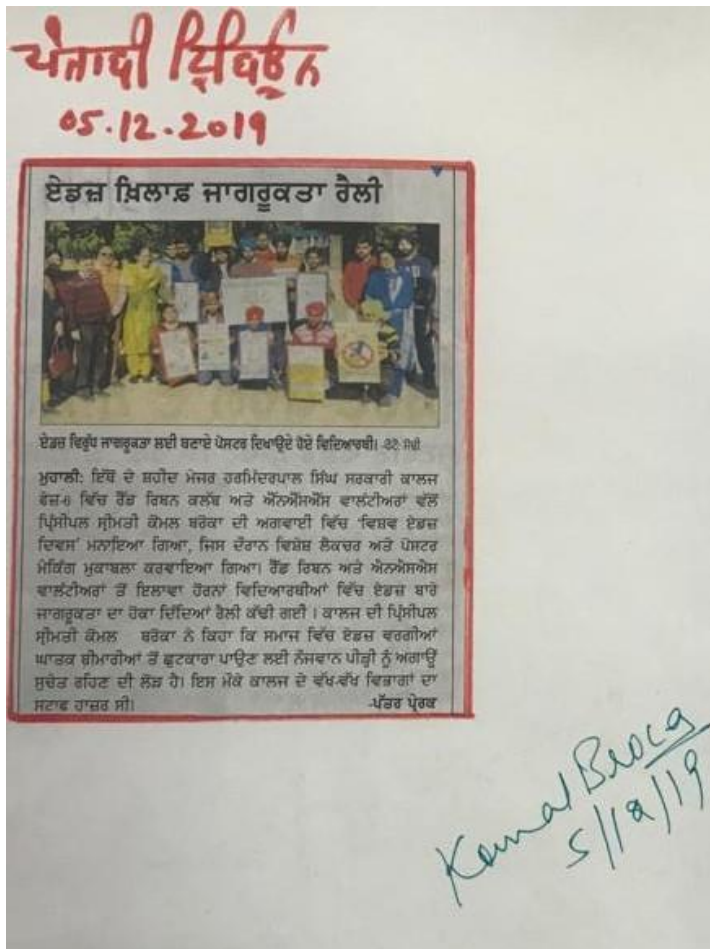 ਪੰਜਾਬੀ ਟ੍ਰਿਬਿਊਨ
05.12.2019
ਏਡਜ਼ ਖ਼ਿਲਾਫ਼ ਜਾਗਰੂਕਤਾ ਰੈਲੀ
ਏਡਜ਼ ਵਿਰੁੱਧ ਜਾਗਰੂਕਤਾ ਲਈ ਬਣਾਏ ਪੋਸਟਰ ਦਿਖਾਉਂਦੇ ਹੋਏ ਵਿਦਿਆਰਥੀ। -ਫੋਟੋ: ਸੋਢੀ
ਮੁਹਾਲੀ: ਇੱਥੋਂ ਦੇ ਸ਼ਹੀਦ ਮੇਜਰ ਹਰਮਿੰਦਰਪਾਲ ਸਿੰਘ ਸਰਕਾਰੀ ਕਾਲਜ
ਫੇਜ਼-6 ਵਿੱਚ ਰੈੱਡ ਰਿਬਨ ਕਲੱਬ ਅਤੇ ਐੱਨਐੱਸਐੱਸ ਵਾਲੰਟੀਅਰਾਂ ਵੱਲੋਂ
ਪ੍ਰਿੰਸੀਪਲ ਸ੍ਰੀਮਤੀ ਕੋਮਲ ਬਰੋਕਾ ਦੀ ਅਗਵਾਈ ਵਿੱਚ ‘ਵਿਸ਼ਵ ਏਡਜ਼
ਦਿਵਸ’ ਮਨਾਇਆ ਗਿਆ, ਜਿਸ ਦੌਰਾਨ ਵਿਸ਼ੇਸ਼ ਲੈਕਚਰ ਅਤੇ ਪੋਸਟਰ
ਮੇਕਿੰਗ ਮੁਕਾਬਲਾ ਕਰਵਾਇਆ ਗਿਆ। ਰੈੱਡ ਰਿਬਨ ਅਤੇ ਐਨਐਸਐਸ
ਵਾਲੰਟੀਅਰਾਂ ਤੋਂ ਇਲਾਵਾ ਹੋਰਨਾਂ ਵਿਦਿਆਰਥੀਆਂ ਵਿੱਚ ਏਡਜ਼ ਬਾਰੇ
ਜਾਗਰੂਕਤਾ ਦਾ ਹੋਕਾ ਦਿੰਦਿਆਂ ਰੈਲੀ ਕੱਢੀ ਗਈ । ਕਾਲਜ ਦੀ ਪ੍ਰਿੰਸੀਪਲ
ਸ੍ਰੀਮਤੀ ਕੋਮਲ ਬਰੋਕਾ ਨੇ ਕਿਹਾ ਕਿ ਸਮਾਜ ਵਿੱਚ ਏਡਜ਼ ਵਰਗੀਆਂ
ਘਾਤਕ ਬੀਮਾਰੀਆਂ ਤੋਂ ਛੁਟਕਾਰਾ ਪਾਉਣ ਲਈ ਨੌਜਵਾਨ ਪੀੜ੍ਹੀ ਨੂੰ ਅਗਾਊਂ
ਸੁਚੇਤ ਰਹਿਣ ਦੀ ਲੋੜ ਹੈ। ਇਸ ਮੌਕੇ ਕਾਲਜ ਦੇ ਵੱਖ-ਵੱਖ ਵਿਭਾਗਾਂ ਦਾ
ਸਟਾਫ ਹਾਜ਼ਰ ਸੀ। -ਪੱਤਰ ਪ੍ਰੇਰਕ
Komal Broca
5/12/19